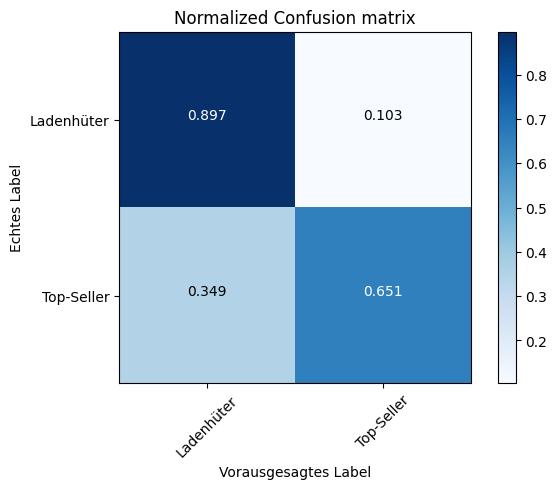 Normalized Confusion matrix
Echtes Label
Ladenhüter
0.897
0.103
Top-Seller
0.349
0.651
Ladenhüter
Top-Seller
Vorausgesagtes Label
0.8
0.7
0.6
0.5
0.4
0.3
0.2